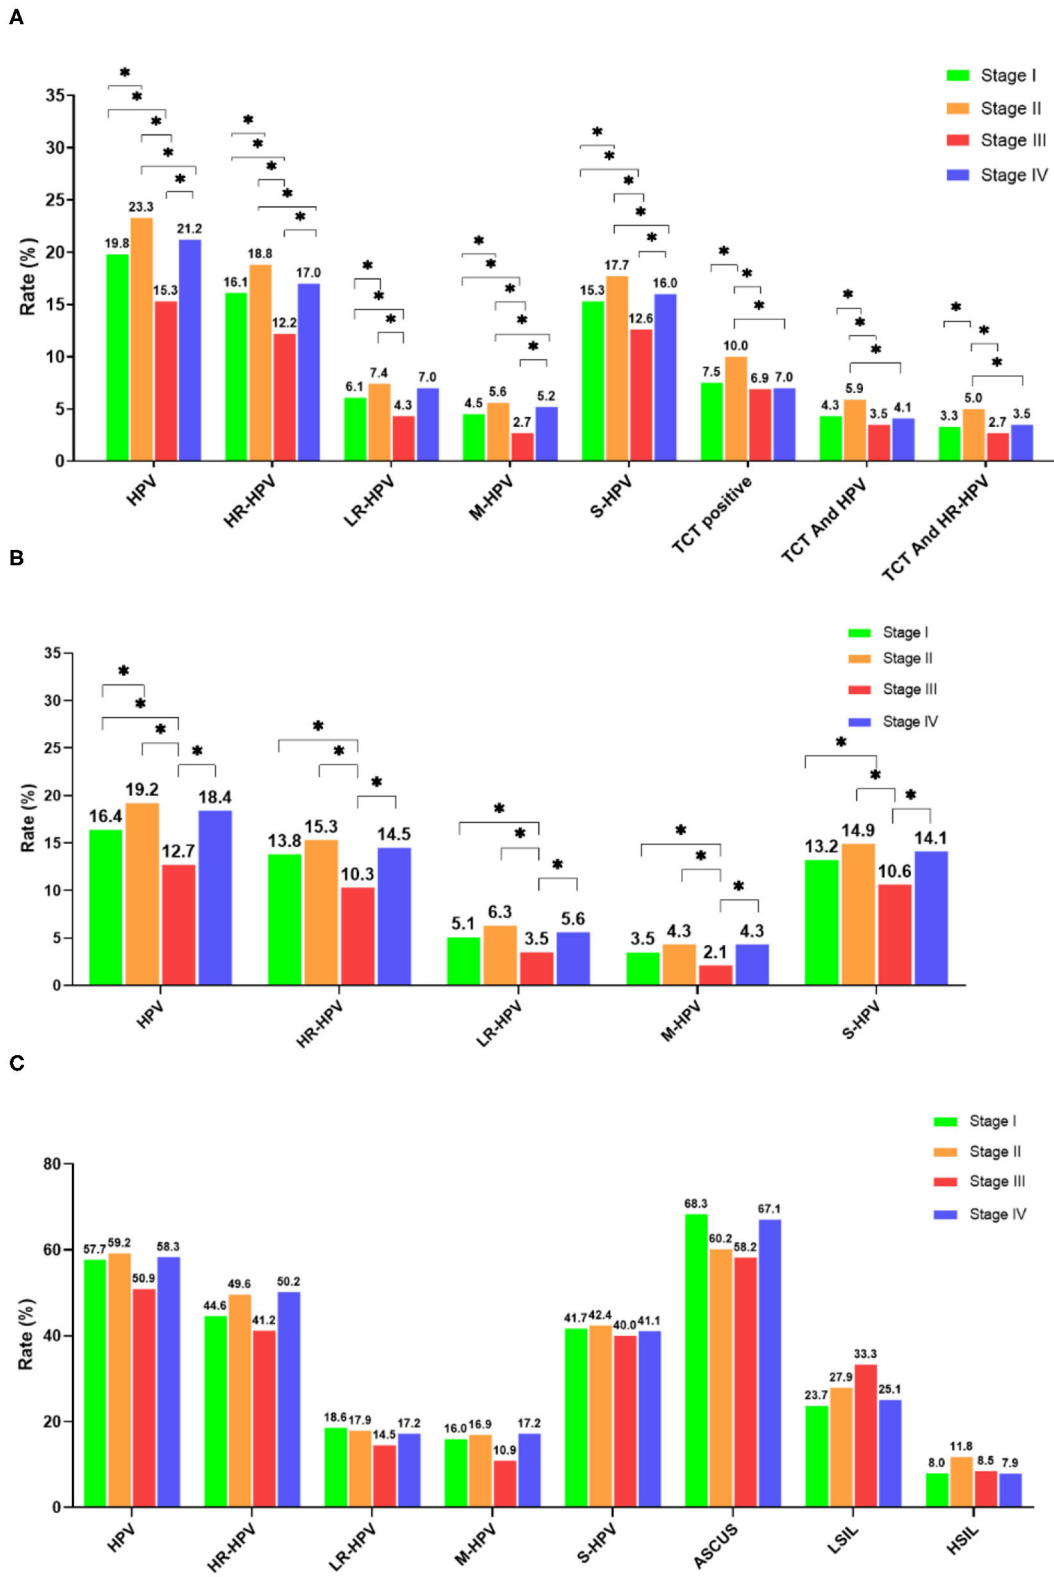 A
Stage I
Stage II
Stage III
Stage IV
Rate (%)
35
30
25
20
15
10
5
0
* * * * *
* * * * *
* * *
* * * * *
* * * * *
* * *
* * *
* * *
19.8 23.3 15.3 21.2
16.1 18.8 12.2 17.0
6.1 7.4 4.3 7.0
4.5 5.6 2.7 5.2
15.3 17.7 12.6 16.0
7.5 10.0 6.9 7.0
4.3 5.9 3.5 4.1
3.3 5.0 2.7 3.5
HPV
HR-HPV
LR-HPV
M-HPV
S-HPV
TCT positive
TCT And HPV
TCT And HR-HPV
B
Stage I
Stage II
Stage III
Stage IV
Rate (%)
35
30
25
20
15
10
5
0
* * * *
* * *
* * *
* * *
* * *
16.4 19.2 12.7 18.4
13.8 15.3 10.3 14.5
5.1 6.3 3.5 5.6
3.5 4.3 2.1 4.3
13.2 14.9 10.6 14.1
HPV
HR-HPV
LR-HPV
M-HPV
S-HPV
C
Stage I
Stage II
Stage III
Stage IV
Rate (%)
80
60
40
20
0
57.7 59.2 50.9 58.3
44.6 49.6 41.2 50.2
18.6 17.9 14.5 17.2
16.0 16.9 10.9 17.2
41.7 42.4 40.0 41.1
68.3 60.2 58.2 67.1
23.7 27.9 33.3 25.1
8.0 11.8 8.5 7.9
HPV
HR-HPV
LR-HPV
M-HPV
S-HPV
ASCUS
LSIL
HSIL